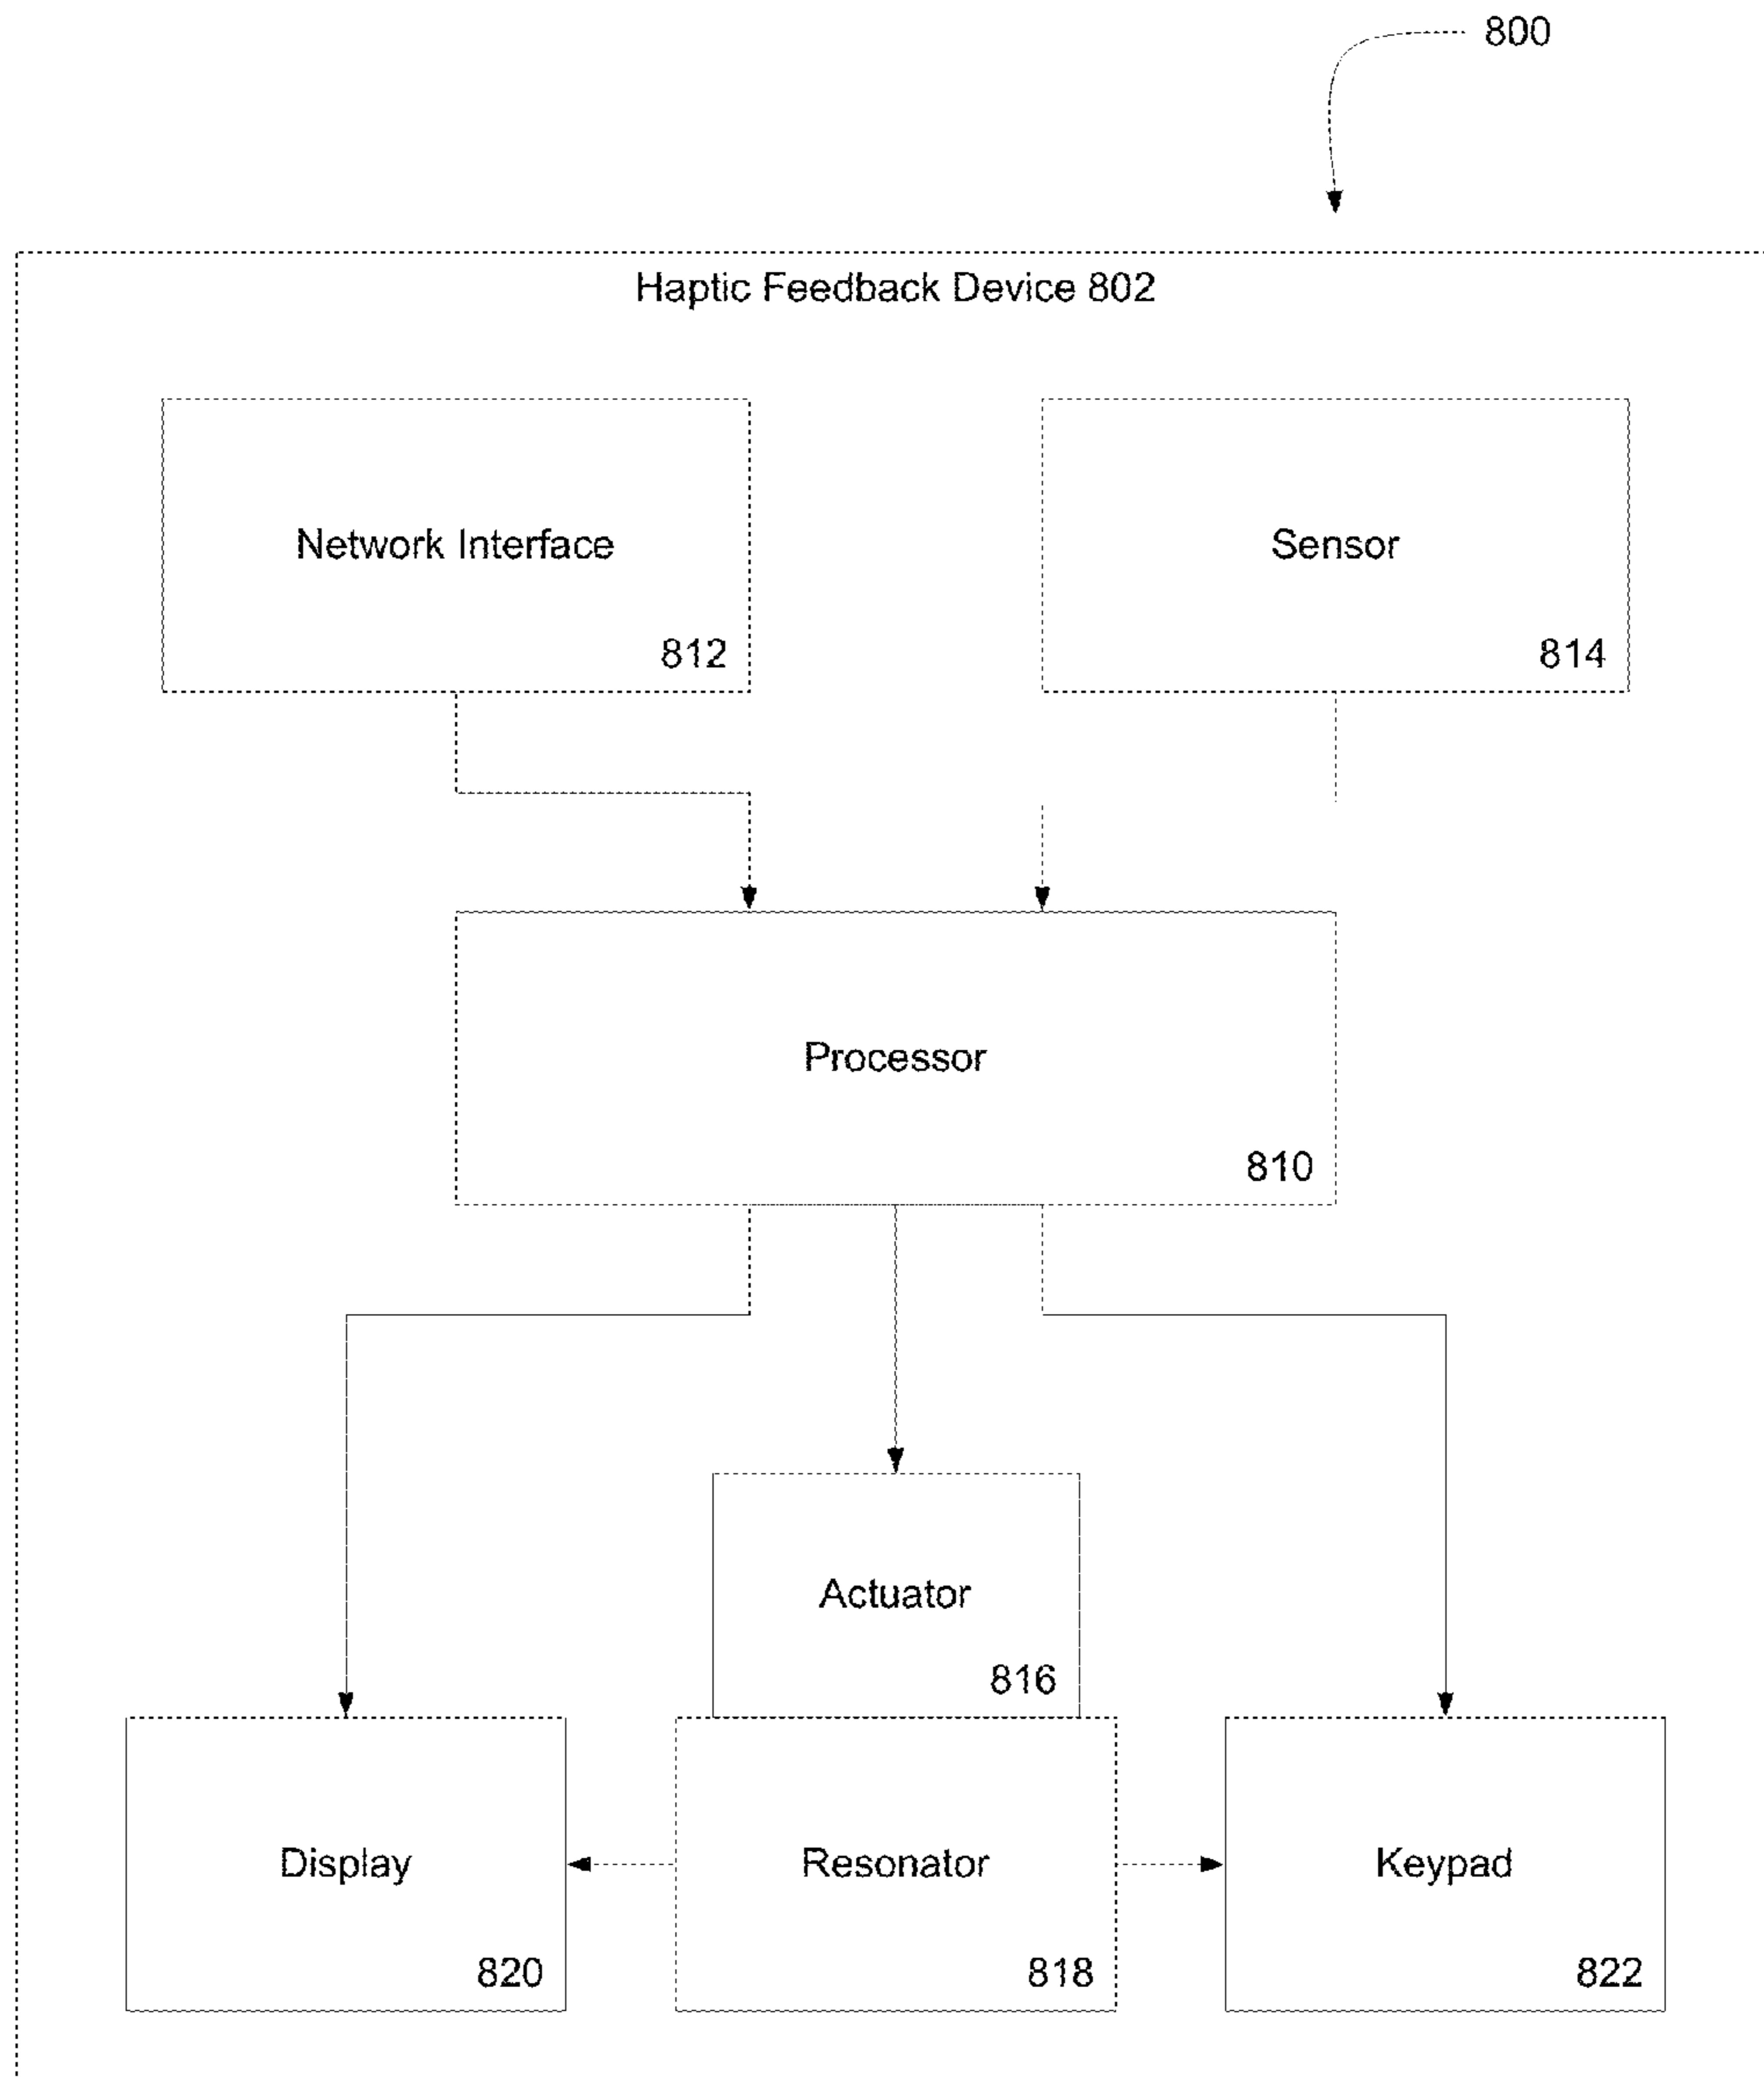 800
Haptic Feedback Device 802
Network Interface
812
Sensor
814
Processor
810
Actuator
816
Display
820
Resonator
818
Keypad
822